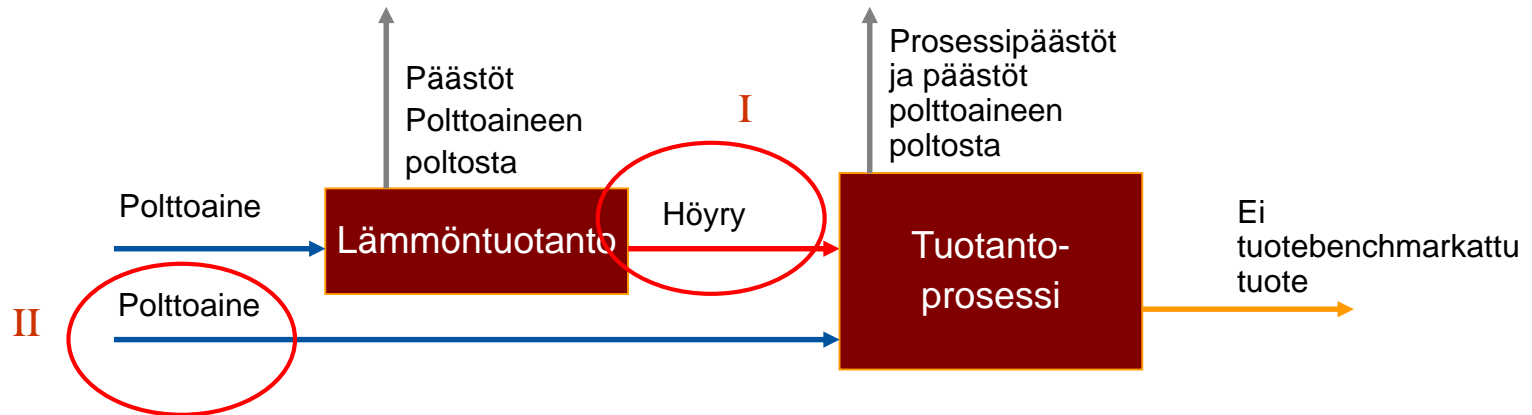 Päästöt
Polttoaineen
poltosta
Prosessipäästöt
ja päästöt
polttoaineen
poltosta
I
Polttoaine
Lämmöntuotanto
Höyry
Tuotanto-
prosessi
Ei
tuotebenchmarkattu
tuote
II
Polttoaine